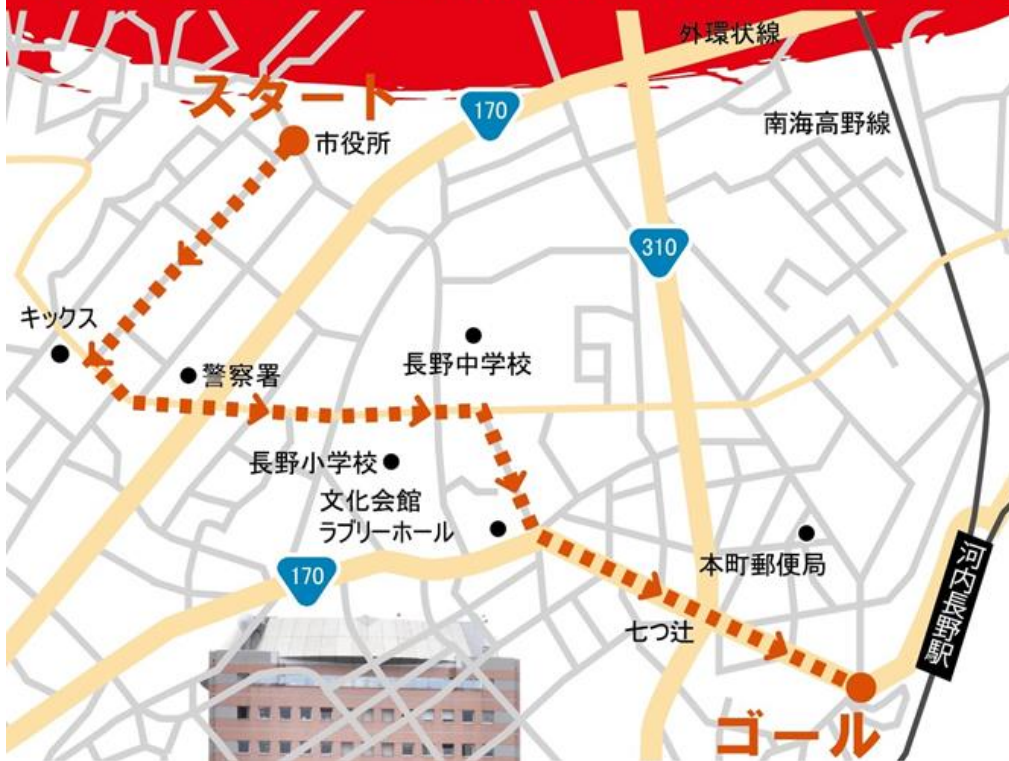 外環状線
スタート
170
市役所
南海高野線
310
キックス
長野中学校
警察署
長野小学校
文化会館
ラブリーホール
本町郵便局
170
河内長野駅
七つ辻
ゴール